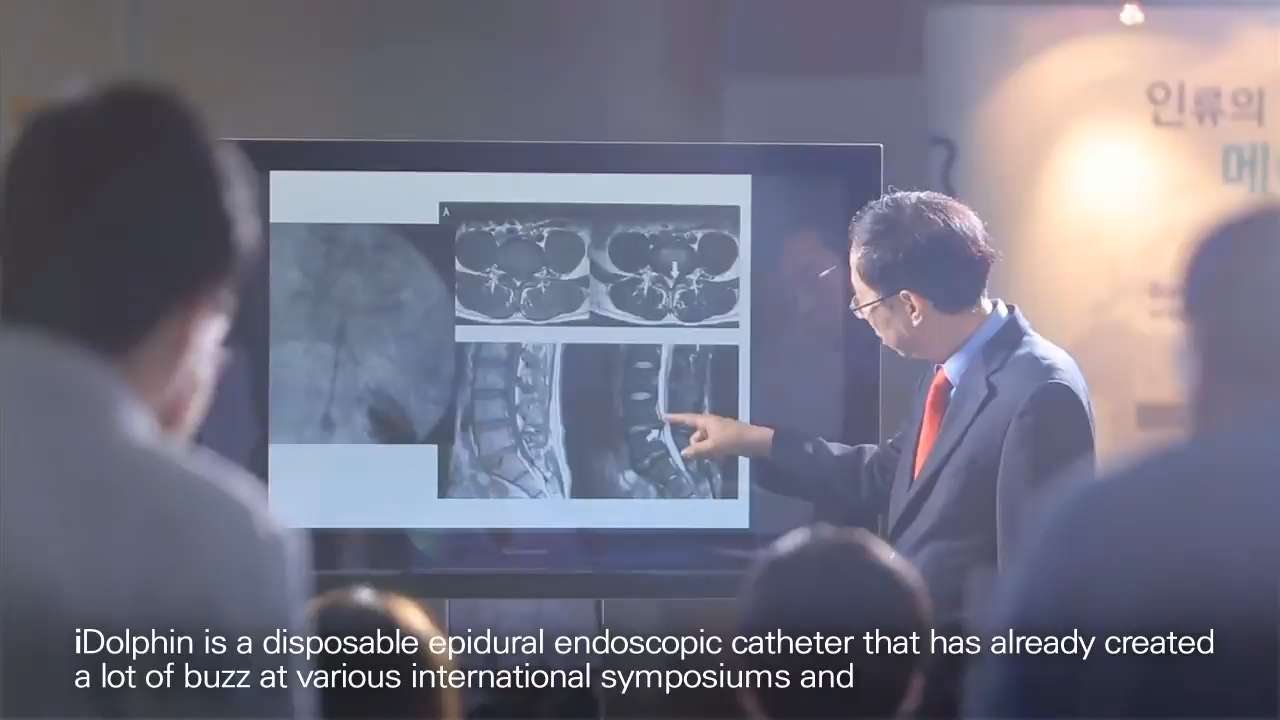 인류의
메
A
iDolphin is a disposable epidural endoscopic catheter that has already created
a lot of buzz at various international symposiums and